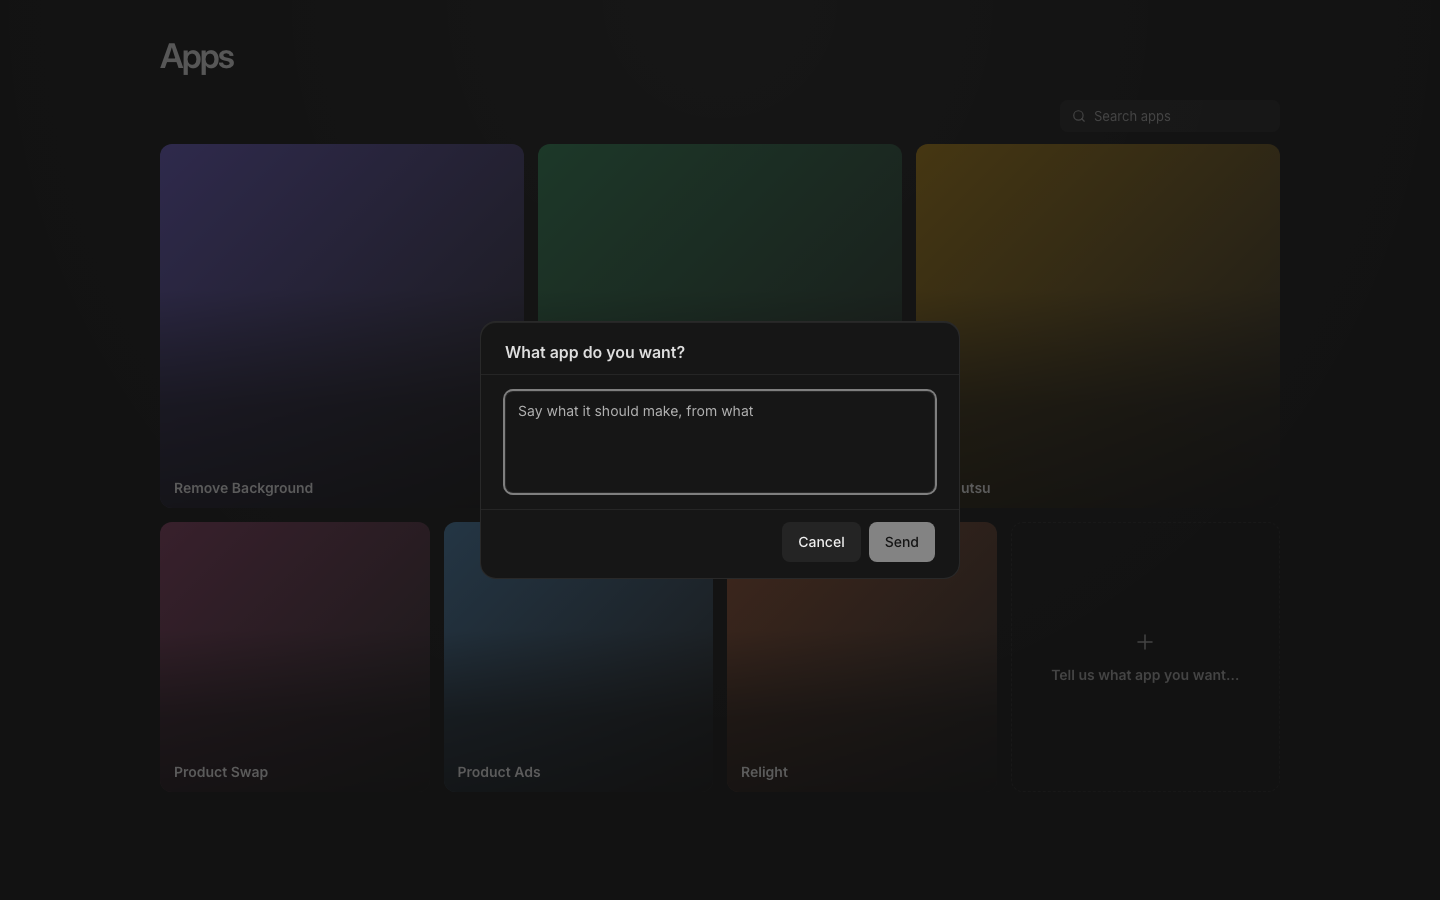 Apps
Search apps
What app do you want?
Say what it should make, from what
Cancel
Send
Remove Background
utsu
Product Swap
Product Ads
Relight
Tell us what app you want...